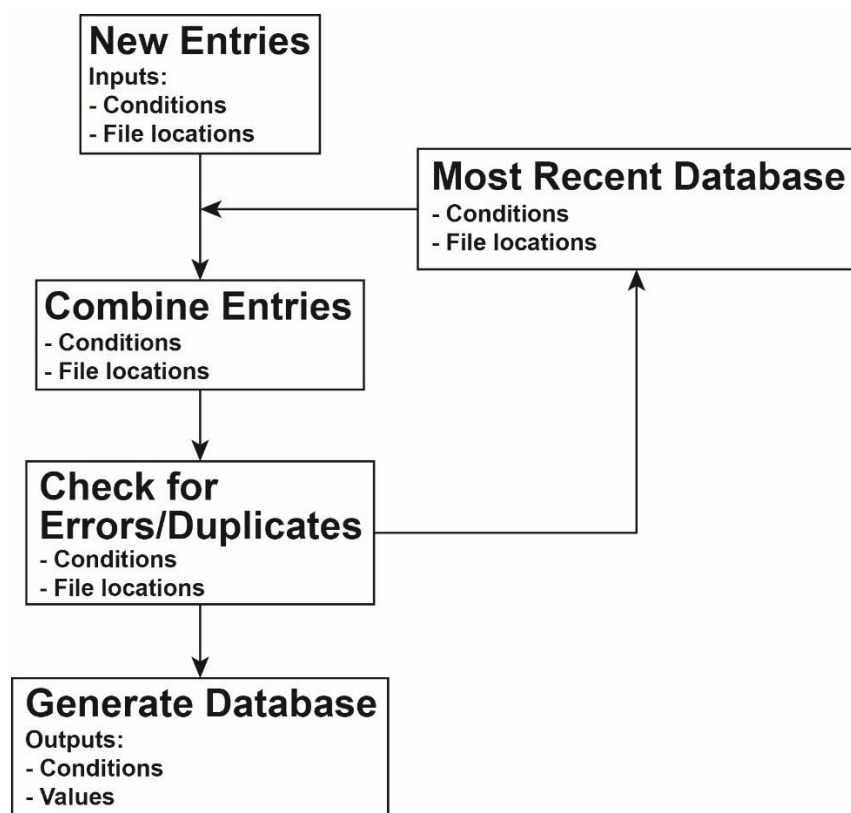 New Entries
Inputs:
- Conditions
- File locations
Most Recent Database
- Conditions
- File locations
Combine Entries
- Conditions
- File locations
Check for
Errors/Duplicates
- Conditions
- File locations
Generate Database
Outputs:
- Conditions
- Values